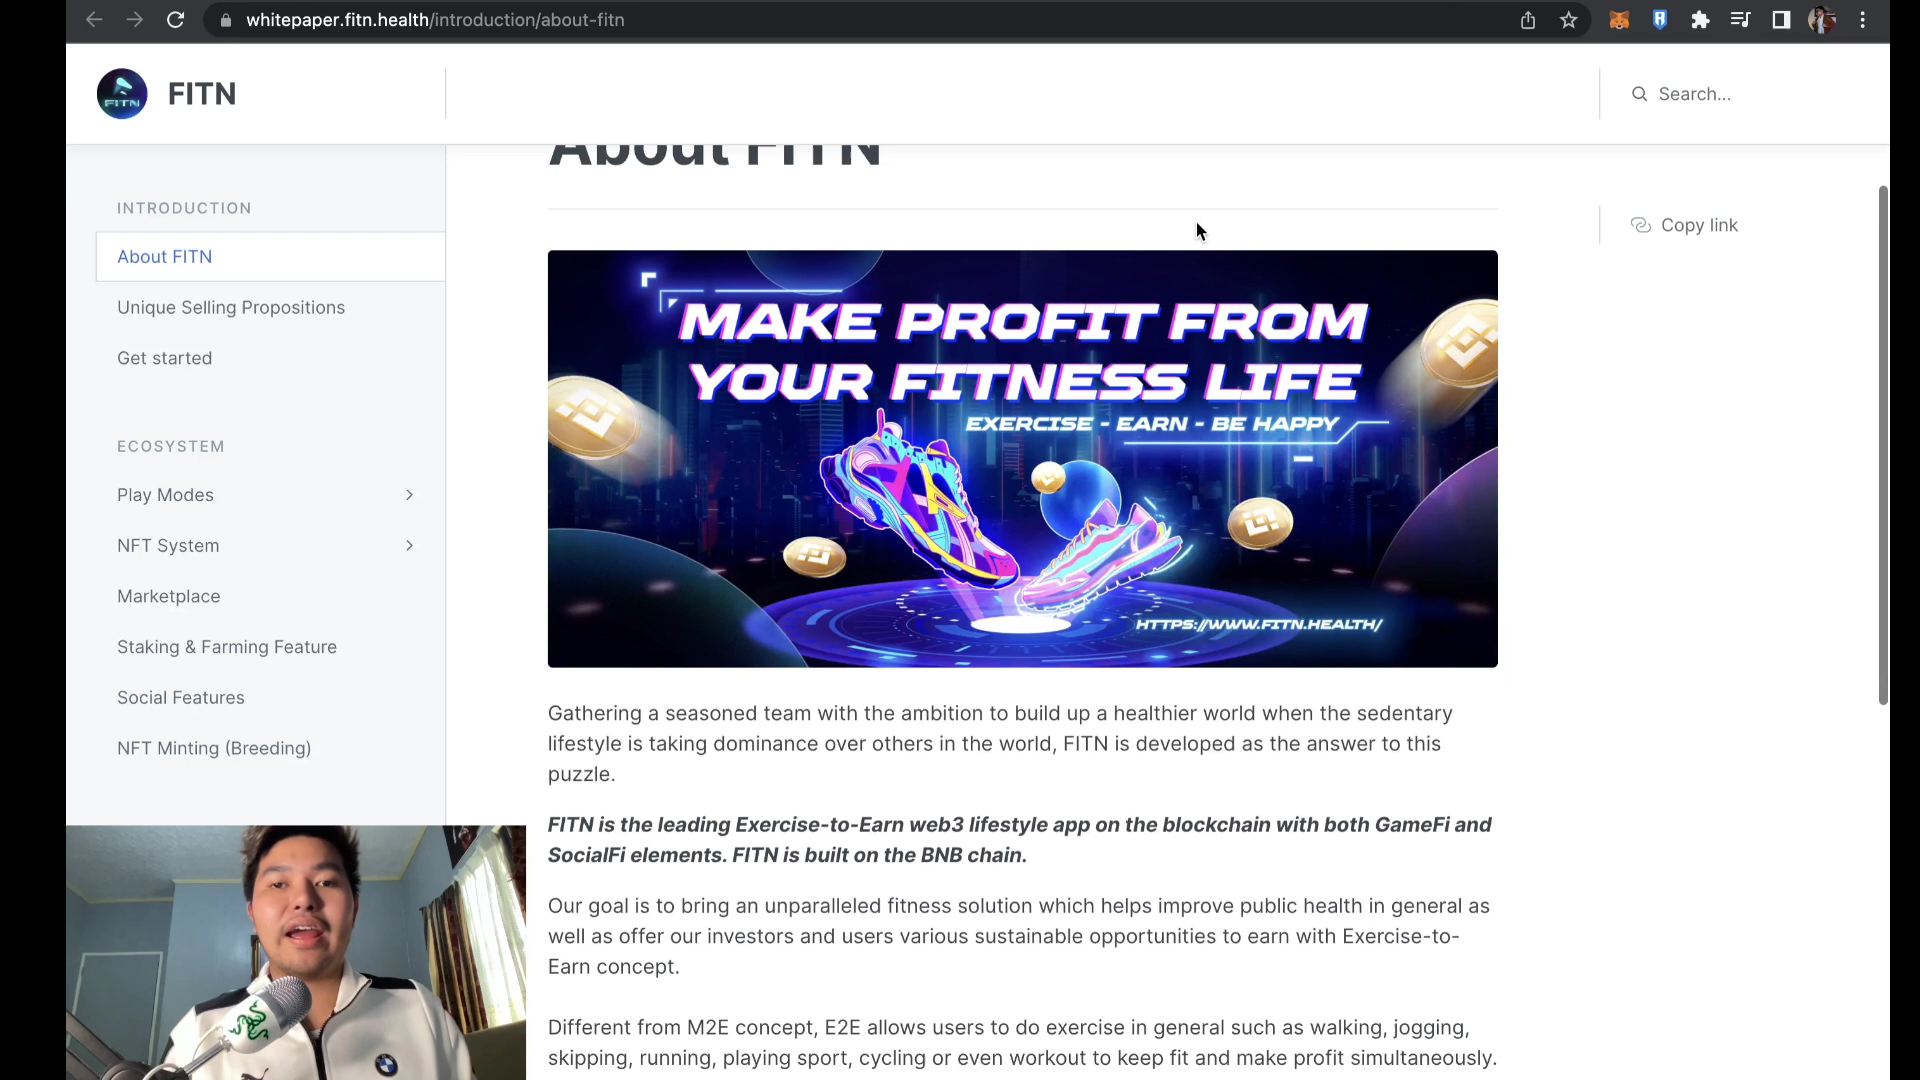 whitepaper.fitn.health/introduction/about-fitn
FITN
FITN
Search...
About FITN
INTRODUCTION
About FITN
Unique Selling Propositions
Get started
ECOSYSTEM
Play Modes
NFT System
Marketplace
Staking & Farming Feature
Social Features
NFT Minting (Breeding)
Copy link
MAKE PROFIT FROM
YOUR FITNESS LIFE
EXERCISE - EARN - BE HAPPY
HTTPS://WWW.FITN.HEALTH/
Gathering a seasoned team with the ambition to build up a healthier world when the sedentary
lifestyle is taking dominance over others in the world, FITN is developed as the answer to this
puzzle.
FITN is the leading Exercise-to-Earn web3 lifestyle app on the blockchain with both GameFi and
SocialFi elements. FITN is built on the BNB chain.
Our goal is to bring an unparalleled fitness solution which helps improve public health in general as
well as offer our investors and users various sustainable opportunities to earn with Exercise-to-
Earn concept.
Different from M2E concept, E2E allows users to do exercise in general such as walking, jogging,
skipping, running, playing sport, cycling or even workout to keep fit and make profit simultaneously.